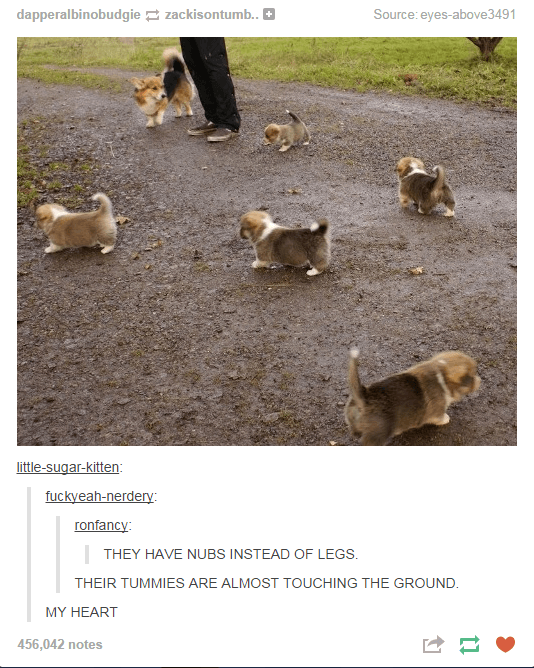 dapperalbinobudgie zackisontumb.. Source: eyes-above3491
little-sugar-kitten:
fuckyeah-nerdery:
ronfancy:
THEY HAVE NUBS INSTEAD OF LEGS.
THEIR TUMMIES ARE ALMOST TOUCHING THE GROUND.
MY HEART
456,042 notes